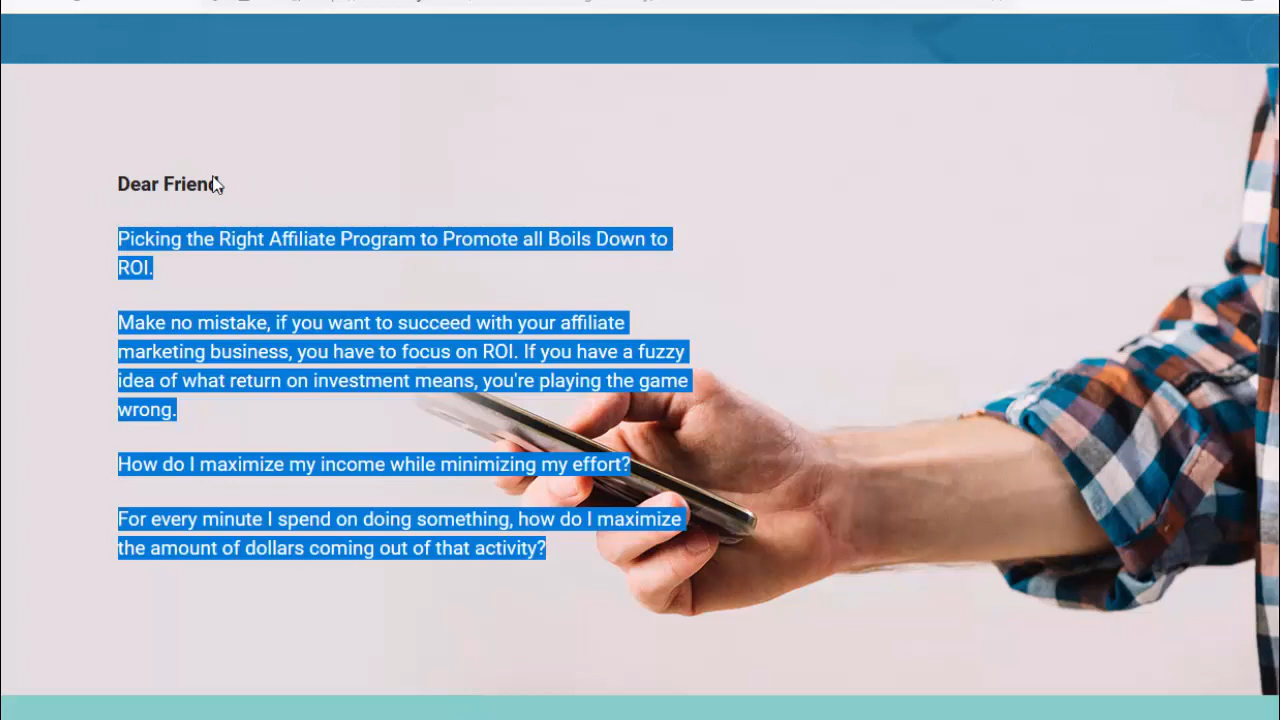 Dear Friend
Picking the Right Affiliate Program to Promote all Boils Down to
ROI.
Make no mistake, if you want to succeed with your affiliate
marketing business, you have to focus on ROI. If you have a fuzzy
idea of what return on investment means, you're playing the game
wrong.
How do I maximize my income while minimizing my effort?
For every minute I spend on doing something, how do I maximize
the amount of dollars coming out of that activity?